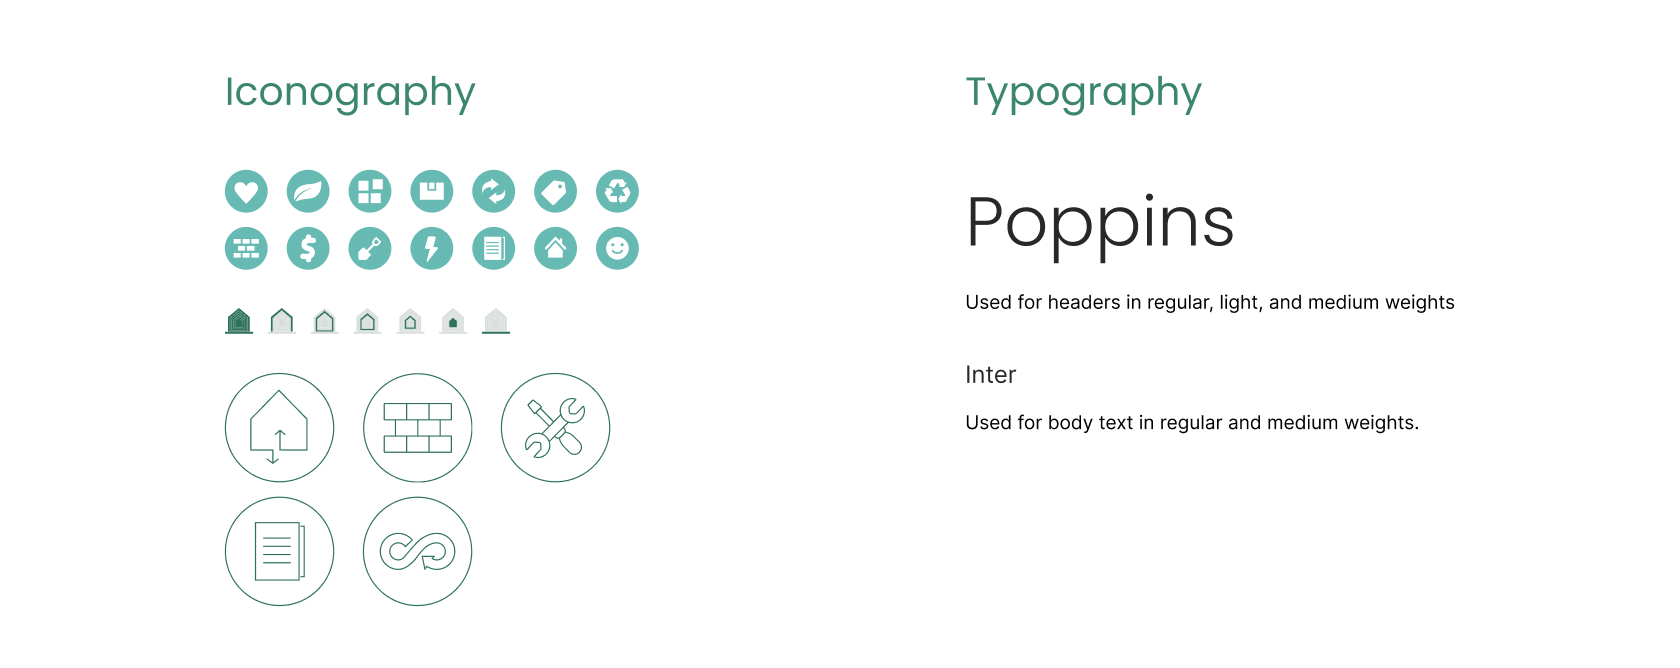 Iconography
Typography
Poppins
Used for headers in regular, light, and medium weights
Inter
Used for body text in regular and medium weights.